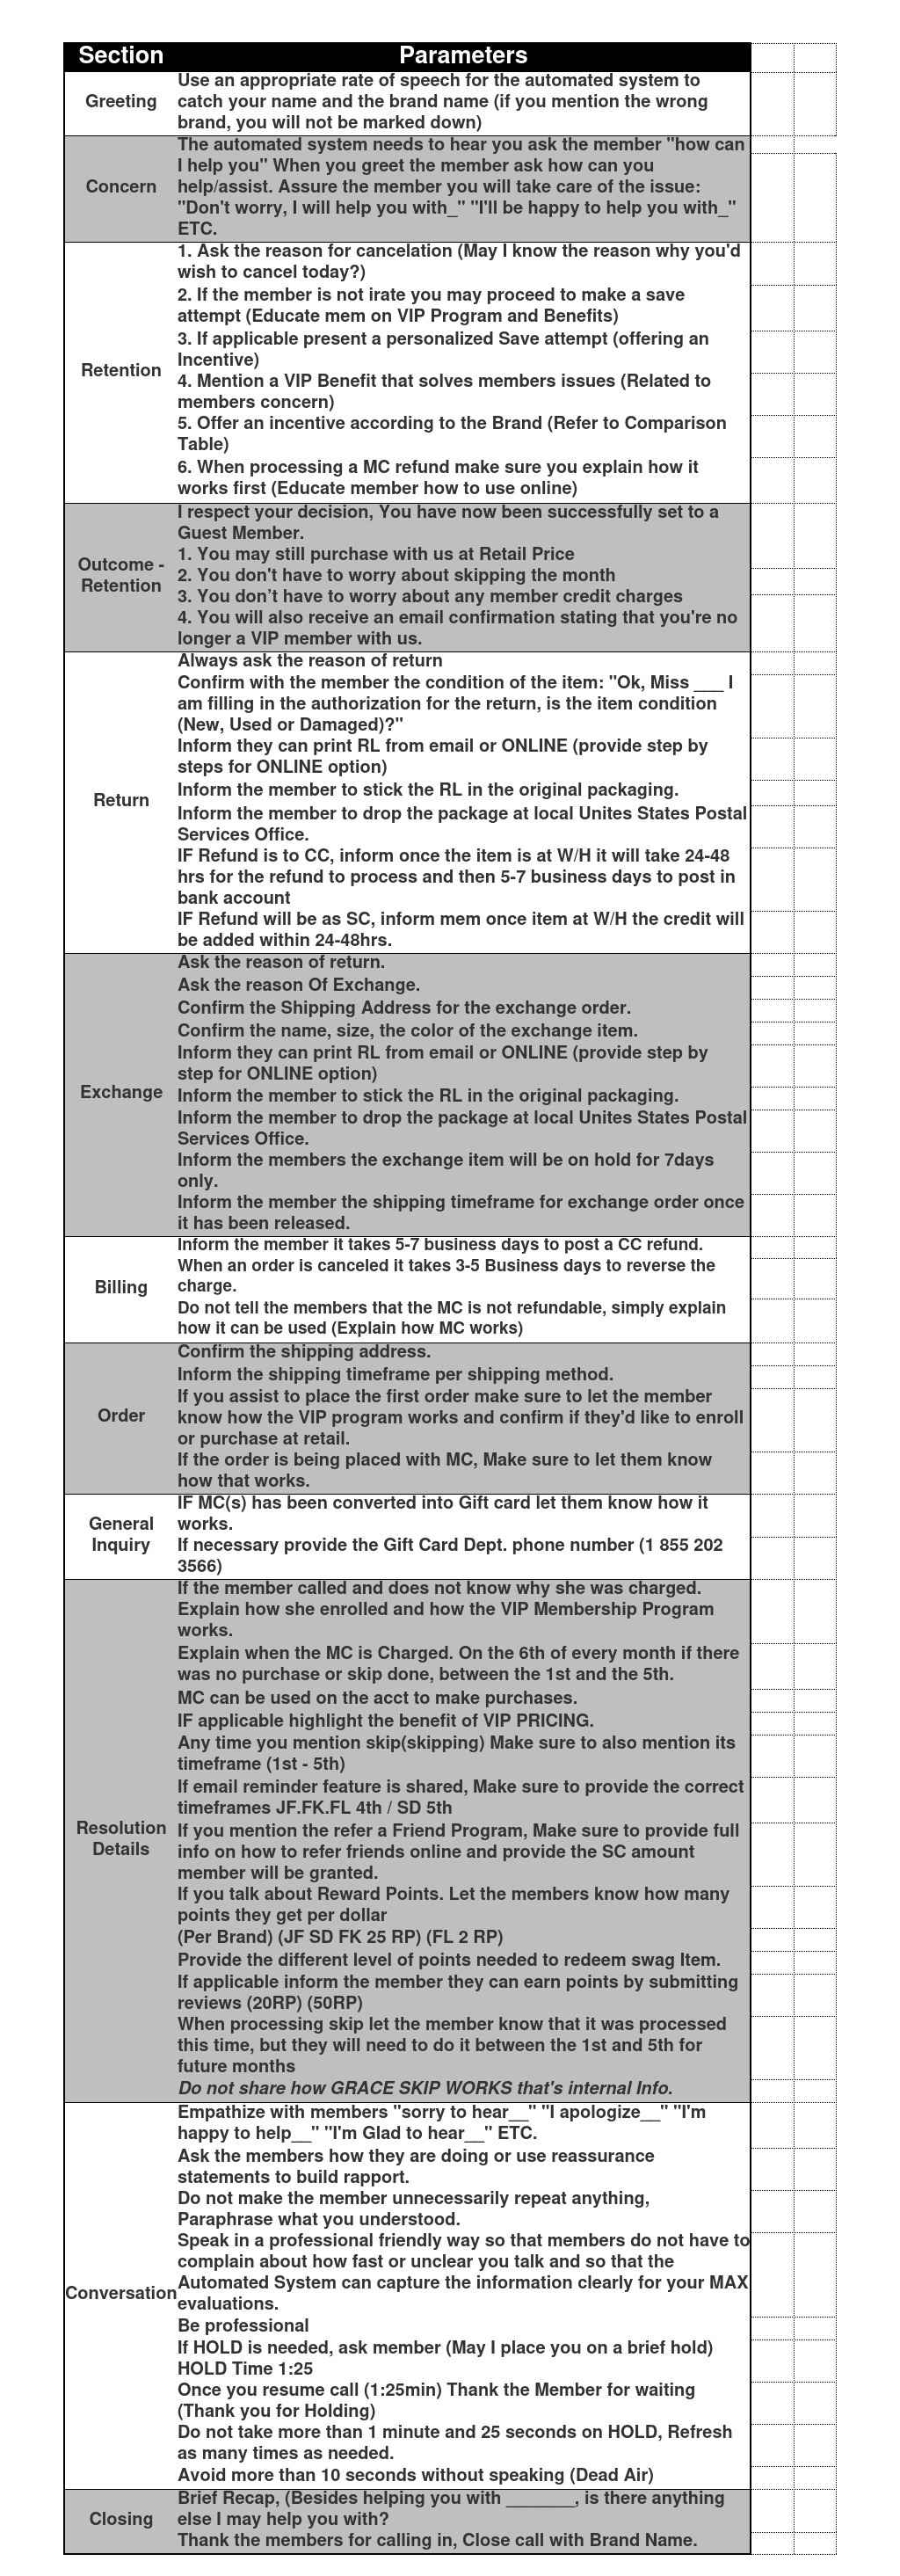 Section Parameters
Greeting
Use an appropriate rate of speech for the automated system to
catch your name and the brand name (if you mention the wrong
brand, you will not be marked down)
Concern
The automated system needs to hear you ask the member "how can
I help you" When you greet the member ask how can you
help/assist. Assure the member you will take care of the issue:
"Don't worry, I will help you with_" "I'll be happy to help you with_"
ETC.
Retention
1. Ask the reason for cancelation (May I know the reason why you'd
wish to cancel today?)
2. If the member is not irate you may proceed to make a save
attempt (Educate mem on VIP Program and Benefits)
3. If applicable present a personalized Save attempt (offering an
Incentive)
4. Mention a VIP Benefit that solves members issues (Related to
members concern)
5. Offer an incentive according to the Brand (Refer to Comparison
Table)
6. When processing a MC refund make sure you explain how it
works first (Educate member how to use online)
Outcome -
Retention
I respect your decision, You have now been successfully set to a
Guest Member.
1. You may still purchase with us at Retail Price
2. You don't have to worry about skipping the month
3. You don’t have to worry about any member credit charges
4. You will also receive an email confirmation stating that you're no
longer a VIP member with us.
Return
Always ask the reason of return
Confirm with the member the condition of the item: "Ok, Miss ___ I
am filling in the authorization for the return, is the item condition
(New, Used or Damaged)?"
Inform they can print RL from email or ONLINE (provide step by
steps for ONLINE option)
Inform the member to stick the RL in the original packaging.
Inform the member to drop the package at local Unites States Postal
Services Office.
IF Refund is to CC, inform once the item is at W/H it will take 24-48
hrs for the refund to process and then 5-7 business days to post in
bank account
IF Refund will be as SC, inform mem once item at W/H the credit will
be added within 24-48hrs.
Exchange
Ask the reason of return.
Ask the reason Of Exchange.
Confirm the Shipping Address for the exchange order.
Confirm the name, size, the color of the exchange item.
Inform they can print RL from email or ONLINE (provide step by
step for ONLINE option)
Inform the member to stick the RL in the original packaging.
Inform the member to drop the package at local Unites States Postal
Services Office.
Inform the members the exchange item will be on hold for 7days
only.
Inform the member the shipping timeframe for exchange order once
it has been released.
Billing
Inform the member it takes 5-7 business days to post a CC refund.
When an order is canceled it takes 3-5 Business days to reverse the
charge.
Do not tell the members that the MC is not refundable, simply explain
how it can be used (Explain how MC works)
Order
Confirm the shipping address.
Inform the shipping timeframe per shipping method.
If you assist to place the first order make sure to let the member
know how the VIP program works and confirm if they'd like to enroll
or purchase at retail.
If the order is being placed with MC, Make sure to let them know
how that works.
General
Inquiry
IF MC(s) has been converted into Gift card let them know how it
works.
If necessary provide the Gift Card Dept. phone number (1 855 202
3566)
Resolution
Details
If the member called and does not know why she was charged.
Explain how she enrolled and how the VIP Membership Program
works.
Explain when the MC is Charged. On the 6th of every month if there
was no purchase or skip done, between the 1st and the 5th.
MC can be used on the acct to make purchases.
IF applicable highlight the benefit of VIP PRICING.
Any time you mention skip(skipping) Make sure to also mention its
timeframe (1st - 5th)
If email reminder feature is shared, Make sure to provide the correct
timeframes JF.FK.FL 4th / SD 5th
If you mention the refer a Friend Program, Make sure to provide full
info on how to refer friends online and provide the SC amount
member will be granted.
If you talk about Reward Points. Let the members know how many
points they get per dollar
(Per Brand) (JF SD FK 25 RP) (FL 2 RP)
Provide the different level of points needed to redeem swag Item.
If applicable inform the member they can earn points by submitting
reviews (20RP) (50RP)
When processing skip let the member know that it was processed
this time, but they will need to do it between the 1st and 5th for
future months
Do not share how GRACE SKIP WORKS that's internal Info.
Conversation
Empathize with members "sorry to hear__" "I apologize__" "I'm
happy to help__" "I'm Glad to hear__" ETC.
Ask the members how they are doing or use reassurance
statements to build rapport.
Do not make the member unnecessarily repeat anything,
Paraphrase what you understood.
Speak in a professional friendly way so that members do not have to
complain about how fast or unclear you talk and so that the
Automated System can capture the information clearly for your MAX
evaluations.
Be professional
If HOLD is needed, ask member (May I place you on a brief hold)
HOLD Time 1:25
Once you resume call (1:25min) Thank the Member for waiting
(Thank you for Holding)
Do not take more than 1 minute and 25 seconds on HOLD, Refresh
as many times as needed.
Avoid more than 10 seconds without speaking (Dead Air)
Closing
Brief Recap, (Besides helping you with _______, is there anything
else I may help you with?
Thank the members for calling in, Close call with Brand Name.